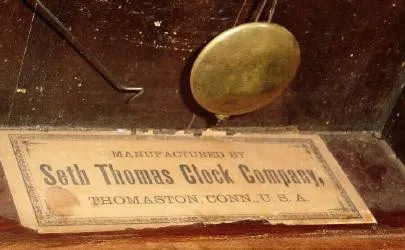 MANUFACTURED BY
Seth Thomas Clock Company,
THOMASTON, CONN., U. S. A.